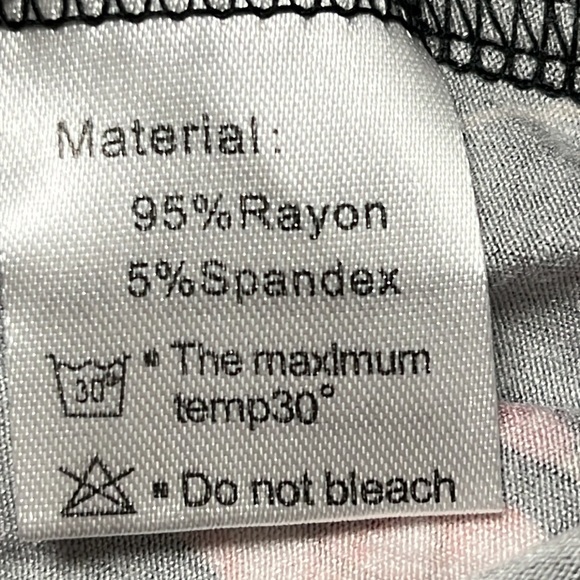 Material:
95%Rayon
5%Spandex
30°
▪ The maximum
temp30°
▪ Do not bleach